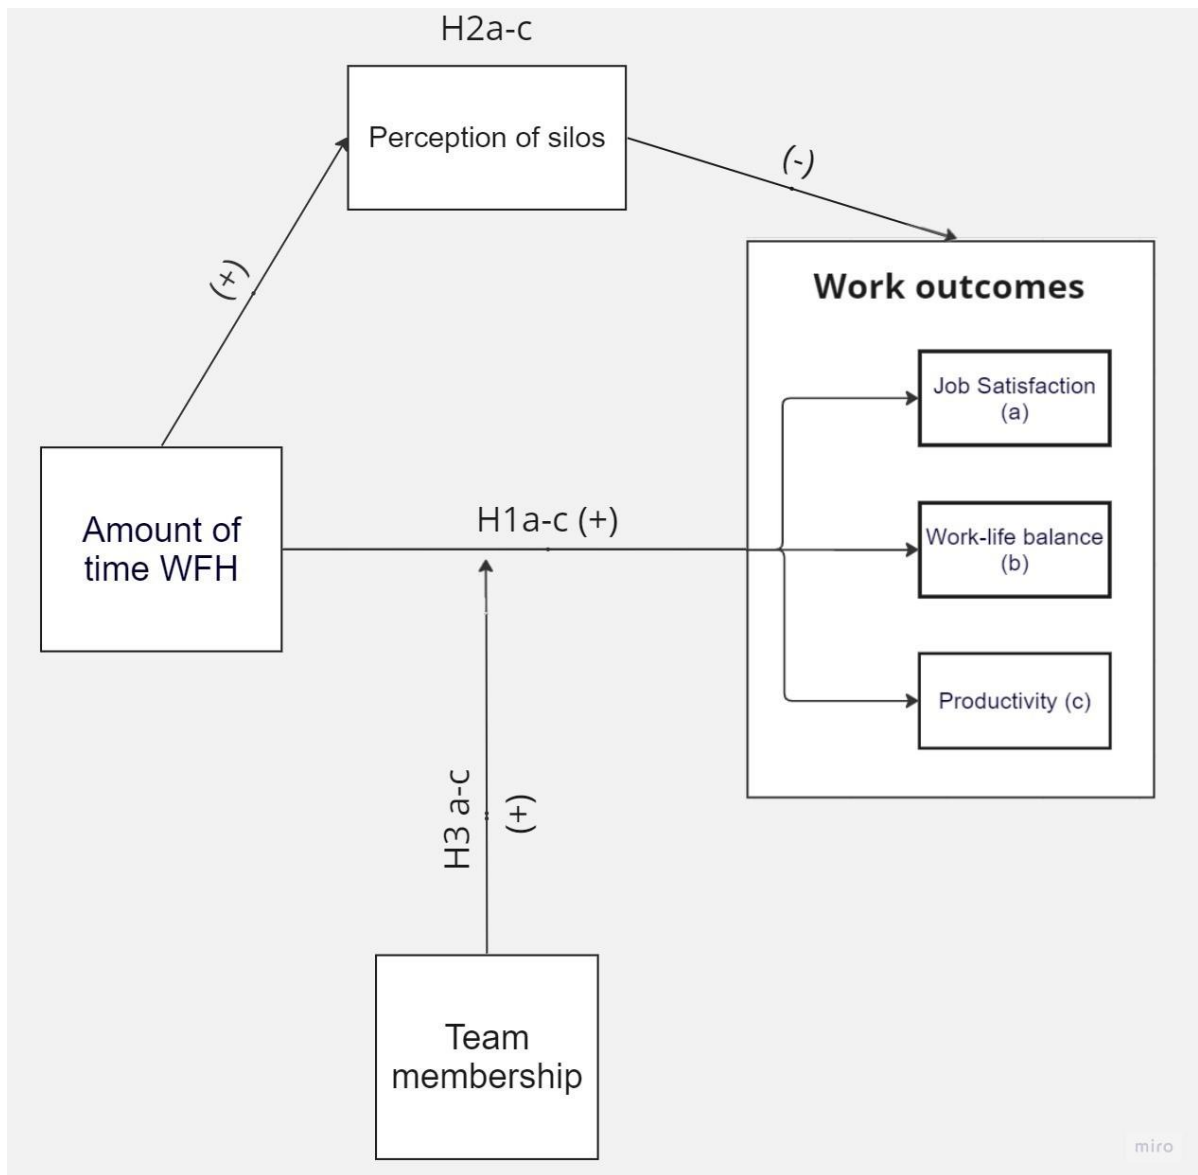 H2a-c
Perception of silos
(-)
(+)
Work outcomes
Job Satisfaction
(a)
Amount of
time WFH
H1a-c (+)
Work-life balance
(b)
Productivity (c)
H3 a-c
(+)
Team
membership
miro